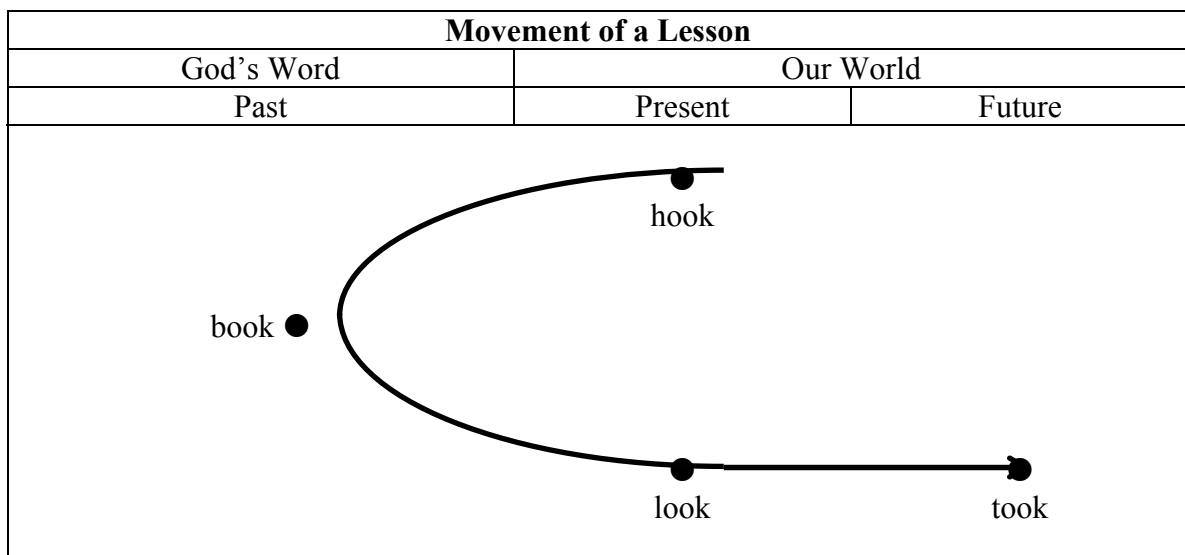 Movement of a Lesson
God’s Word Our World
Past Present Future
hook
book
look took